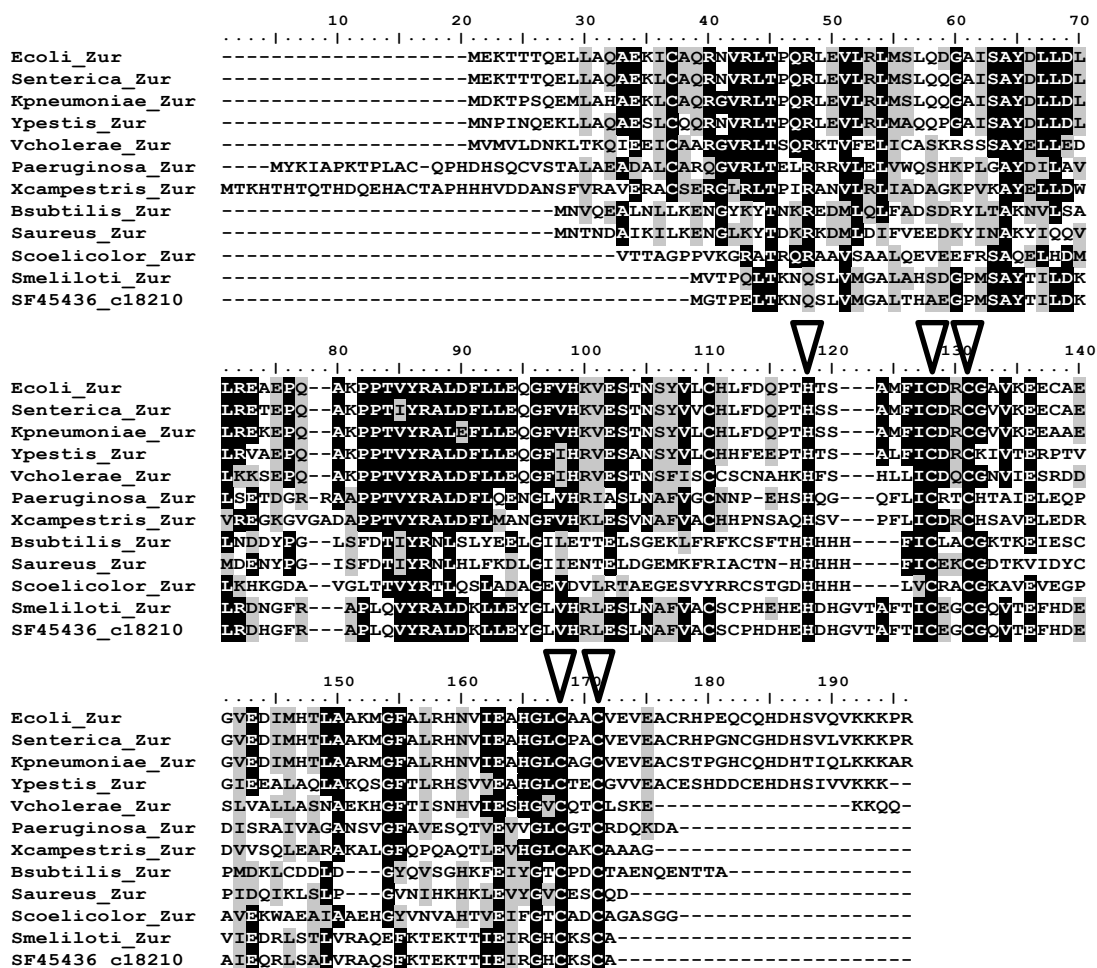 10 20 30 40 50 60 70
Ecoli_Zur --------------------MEKTTTQELLAQAEKICAQRNVRLTPQRLEVLRLMSLQDGAISAYDLLDL
Senterica_Zur --------------------MEKTTTQELLAQAEKLCAQRNVRLTPQRLEVLRLMSLQQGAISAYDLLDL
Kpneumoniae_Zur --------------------MDKTPSQEMLAHAEKLCAQRGVRLTPQRLEVLRLMSLQQGAISAYDLLDL
Ypestis_Zur --------------------MNPINQEKLLAQAESLCQQRNVRLTPQRLEVLRLMAQQPGAISAYDLLDL
Vcholerae_Zur --------------------MVMVLDNKLTKQIEEICAARGVRLTSQRKTVFELICASKRSSSAYELLED
Paeruginosa_Zur ----MYKIAPKTPLAC-QPHDHSQCVSTALAEADALCARQGVRLTELRRRVLELVWQSHKPLGAYDILAV
Xcampestris_Zur MTKHTHTQTHDQEHACTAPHHHVDDANSFVRAVERACSERGLRLTPIRANVLRLIADAGKPVKAYELLDW
Bsubtilis_Zur ---------------------------MNVQEALNLLKENGYKYTNKREDMLQLFADSDRYLTAKNVLSA
Saureus_Zur ---------------------------MNTNDAIKILKENGLKYTDKRKDMLDIFVEEDKYINAKYIQQV
Scoelicolor_Zur --------------------------------VTTAGPPVKGRATRQRAAVSAALQEVEEFRSAQELHDM
Smeliloti_Zur --------------------------------------MVTPQLTKNQSLVMGALAHSDGPMSAYTILDK
SF45436_c18210 --------------------------------------MGTPELTKNQSLVMGALTHAEGPMSAYTILDK
80 90 100 110 120 130 140
Ecoli_Zur LREAEPQ--AKPPTVYRALDFLLEQGFVHKVESTNSYVLCHLFDQPTHTS---AMFICDRCGAVKEECAE
Senterica_Zur LRETEPQ--AKPPTIYRALDFLLEQGFVHKVESTNSYVVCHLFDQPTHSS---AMFICDRCGVVKEECAE
Kpneumoniae_Zur LREKEPQ--AKPPTVYRALEFLLEQGFVHKVESTNSYVLCHLFDQPTHSS---AMFICDRCGVVKEEAAE
Ypestis_Zur LRVAEPQ--AKPPTVYRALDFLLEQGFIHRVESANSYVLCHHFEEPTHTS---ALFICDRCKIVTERPTV
Vcholerae_Zur LKKSEPQ--AKPPTVYRALDFLLEQGFIHRVESTNSFISCCSCNAHKHFS---HLLICDQCGNVIESRDD
Paeruginosa_Zur LSETDGR-RAAPPTVYRALDFLQENGLVHRIASLNAFVGCNNP-EHSHQG---QFLICRTCHTAIELEQP
Xcampestris_Zur VREGKGVGADAPPTVYRALDFLMANGFVHKLESVNAFVACHHPNSAQHSV---PFLICDRCHSAVELEDR
Bsubtilis_Zur LNDDYPG---LSFDTIYRNLSLYEELGILETTELSGEKLFRFKCSFTHHHHH----FICLACGKTKEIESC
Saureus_Zur MDENYPG---ISFDTIYRNLHLFKDLGIIENTELDGEMKFRIACTN-HHHHH----FICEKCGDTKVIDYC
Scoelicolor_Zur LKHKGDA---VGLTTVYRTLQSLADAGEVDVLRTAEGESVYRRCSTGDHHHH----LVCRACGKAVEVEGP
Smeliloti_Zur LRDNGFR---APLQVYRALDKLLEYGLVHRLESLNAFVACSCPHEHEHDHGVTAFTICEGCGQVTEFHDE
SF45436_c18210 LRDHGFR---APLQVYRALDKLLEYGLVHRLESLNAFVACSCPHDHEHDHGVTAFTICEGCGQVTEFHDE
150 160 170 180 190
Ecoli_Zur GVEDIMHTLAAKMGFALRHNVIEAHGLCAACVEVEACRHPEQCQHDHSVQVKKKPR
Senterica_Zur GVEDIMHTLAAKMGFALRHNVIEAHGLCPACVEVEACRHPGNCGHDHSVLVKKKPR
Kpneumoniae_Zur GVEDIMHTLAARMGFALRHNVIEAHGLCAGCVEVEACSTPGHCQHDHTIQLKKKAR
Ypestis_Zur GIEEALAQLAKQSGFTLRHSVVEAHGLCTECGVVEACESHDDCEHDHSIVVKKK--
Vcholerae_Zur SLVALLASNAEKHGFTISNHVIESHGVCQTCLSKE                KKQQ-
Paeruginosa_Zur DISRAIVAGANSVGFAVESQTVEVVGLCGTCRDQKDA-------------------
Xcampestris_Zur DVVSQLEARAKALGFQPQAQTLEVHGLCAKCAAAG---------------------
Bsubtilis_Zur PMDKLCDDLD---GYQVSGHKFEIYGTCPDCTAENQENTTA---------------
Saureus_Zur PIDQIKLSLP---GVNIHKHKLEVYGVCESCQD-----------------------
Scoelicolor_Zur AVEKWAEAIAAEHGYVNVAHTVEIFGTCADCAGASGG-------------------
Smeliloti_Zur VIEDRLSTLVRAQEFKTEKTTIEIRGHCKSCA------------------------
SF45436_c18210 AIEQRLSALVRAQSFKTEKTTIEIRGHCKSCA------------------------